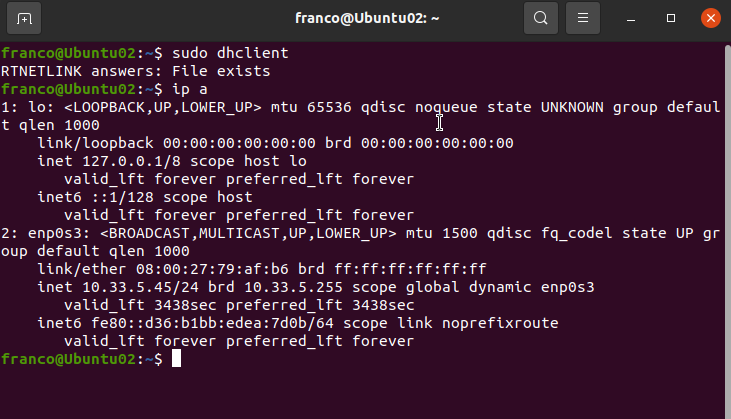 franco@Ubuntu02: ~
franco@Ubuntu02:~$ sudo dhclient
RTNETLINK answers: File exists
franco@Ubuntu02:~$ ip a
1: lo: <LOOPBACK,UP,LOWER_UP> mtu 65536 qdisc noqueue state UNKNOWN group defaul
t qlen 1000
    link/loopback 00:00:00:00:00:00 brd 00:00:00:00:00:00
    inet 127.0.0.1/8 scope host lo
       valid_lft forever preferred_lft forever
    inet6 ::1/128 scope host
       valid_lft forever preferred_lft forever
2: enp0s3: <BROADCAST,MULTICAST,UP,LOWER_UP> mtu 1500 qdisc fq_codel state UP gr
oup default qlen 1000
    link/ether 08:00:27:79:af:b6 brd ff:ff:ff:ff:ff:ff
    inet 10.33.5.45/24 brd 10.33.5.255 scope global dynamic enp0s3
       valid_lft 3438sec preferred_lft 3438sec
    inet6 fe80::d36:b1bb:edea:7d0b/64 scope link noprefixroute
       valid_lft forever preferred_lft forever
franco@Ubuntu02:~$